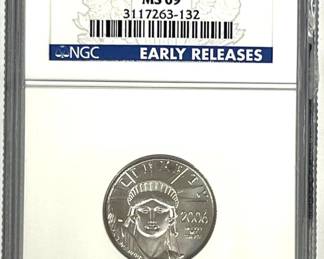 MS 69
3117263-132
NGC EARLY RELEASES
LIBERTY
2006